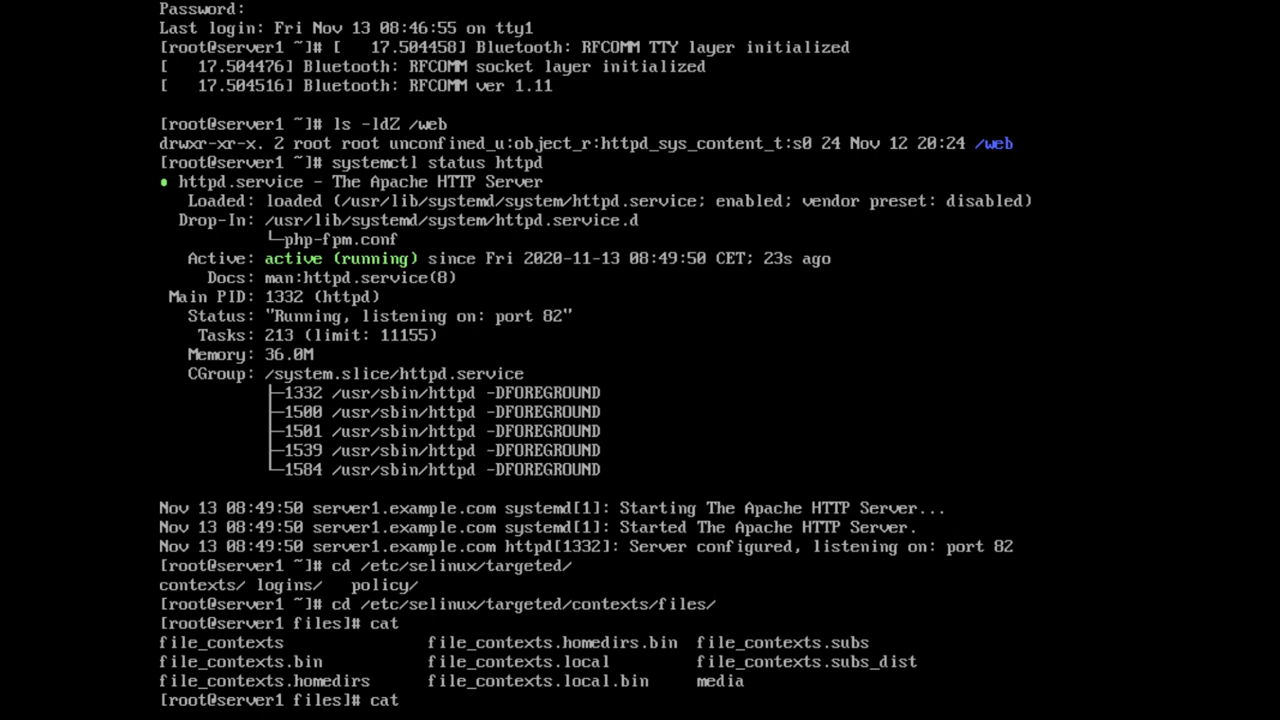 Password:
Last login: Fri Nov 13 08:46:55 on tty1
[root@server1 ~]# [   17.504458] Bluetooth: RFCOMM TTY layer initialized
[   17.504476] Bluetooth: RFCOMM socket layer initialized
[   17.504516] Bluetooth: RFCOMM ver 1.11
[root@server1 ~]# ls -ldZ /web
drwxr-xr-x. 2 root root unconfined_u:object_r:httpd_sys_content_t:s0 24 Nov 12 20:24 /web
[root@server1 ~]# systemctl status httpd
● httpd.service - The Apache HTTP Server
   Loaded: loaded (/usr/lib/systemd/system/httpd.service; enabled; vendor preset: disabled)
  Drop-In: /usr/lib/systemd/system/httpd.service.d
           └─php-fpm.conf
   Active: active (running) since Fri 2020-11-13 08:49:50 CET; 23s ago
     Docs: man:httpd.service(8)
 Main PID: 1332 (httpd)
   Status: "Running, listening on: port 82"
    Tasks: 213 (limit: 11155)
   Memory: 36.0M
   CGroup: /system.slice/httpd.service
           ├─1332 /usr/sbin/httpd -DFOREGROUND
           ├─1500 /usr/sbin/httpd -DFOREGROUND
           ├─1501 /usr/sbin/httpd -DFOREGROUND
           ├─1539 /usr/sbin/httpd -DFOREGROUND
           └─1584 /usr/sbin/httpd -DFOREGROUND
Nov 13 08:49:50 server1.example.com systemd[1]: Starting The Apache HTTP Server...
Nov 13 08:49:50 server1.example.com systemd[1]: Started The Apache HTTP Server.
Nov 13 08:49:50 server1.example.com httpd[1332]: Server configured, listening on: port 82
[root@server1 ~]# cd /etc/selinux/targeted/
contexts/ logins/   policy/
[root@server1 ~]# cd /etc/selinux/targeted/contexts/files/
[root@server1 files]# cat
file_contexts               file_contexts.homedirs.bin  file_contexts.subs
file_contexts.bin           file_contexts.local         file_contexts.subs_dist
file_contexts.homedirs      file_contexts.local.bin     media
[root@server1 files]# cat